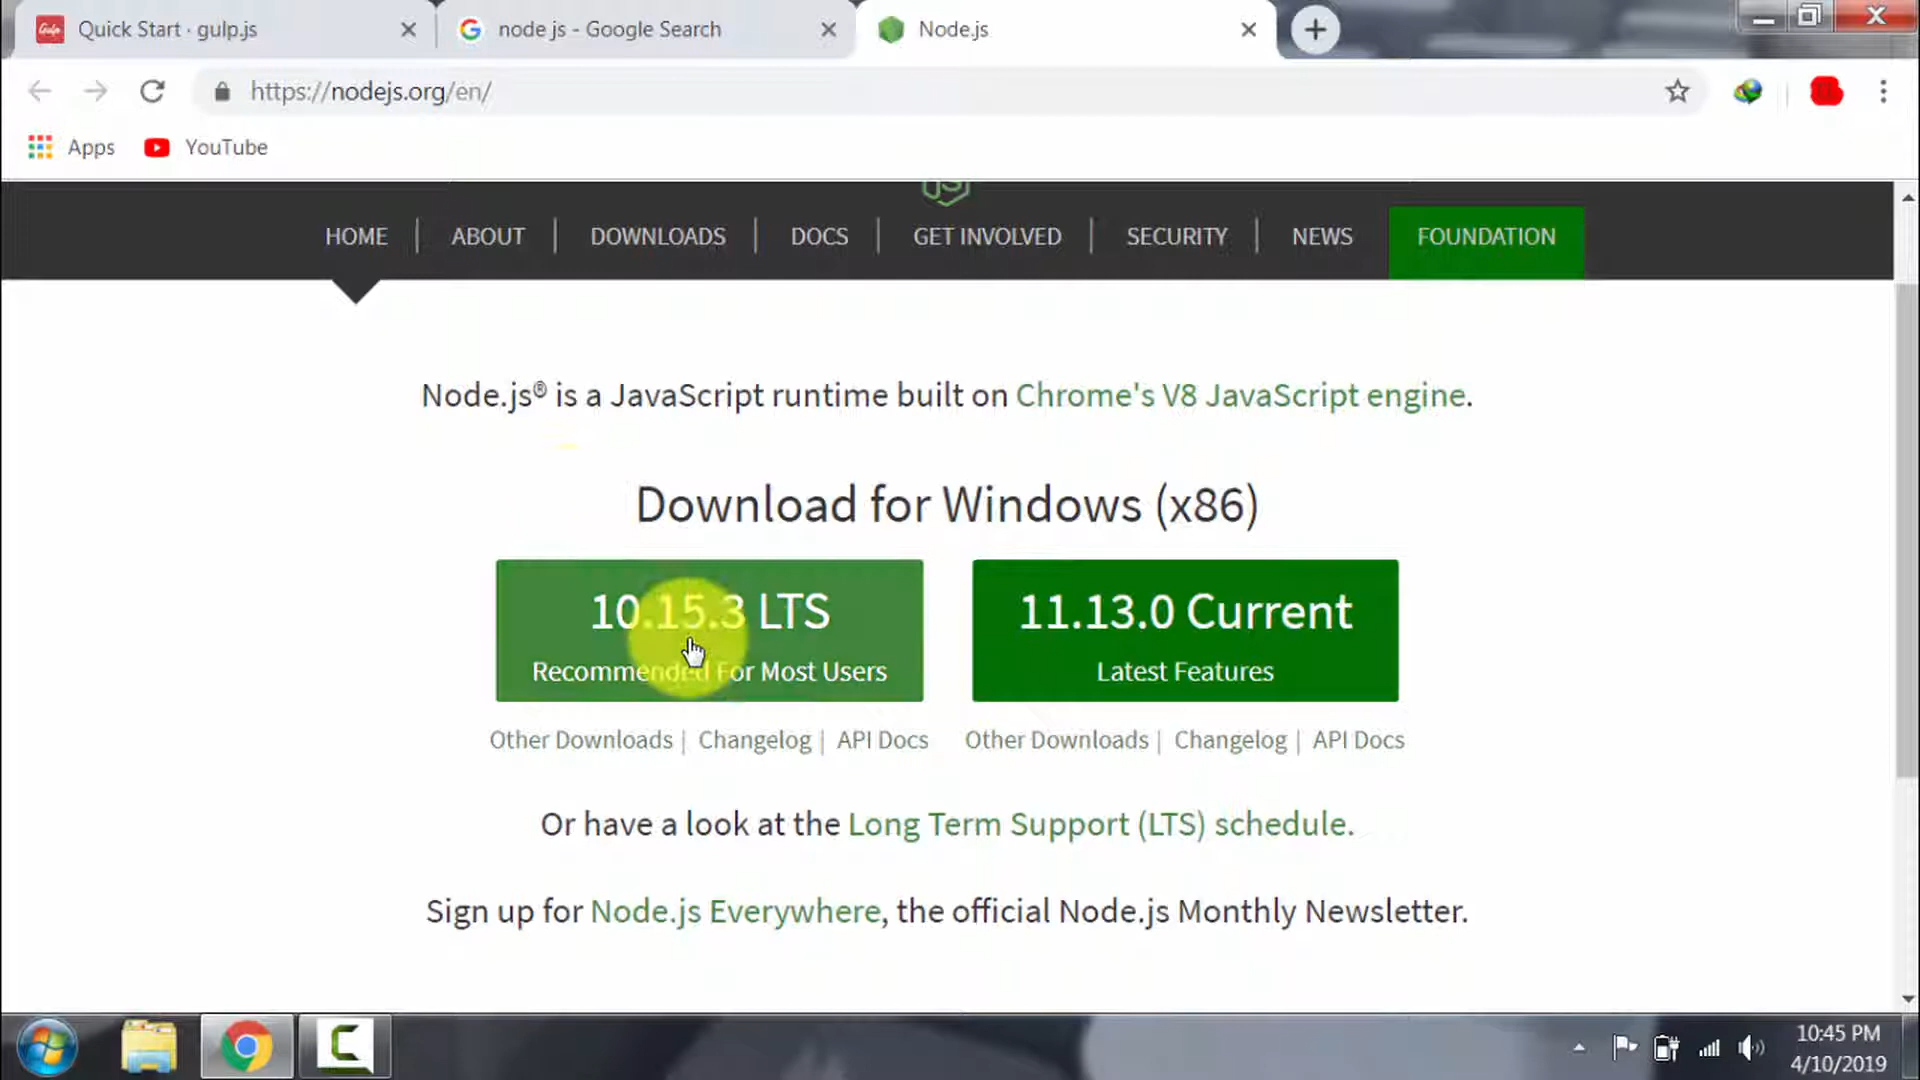 Quick Start · gulp.js
node js - Google Search
Node.js
https://nodejs.org/en/
Apps
YouTube
JS
HOME
ABOUT
DOWNLOADS
DOCS
GET INVOLVED
SECURITY
NEWS
FOUNDATION
Node.js® is a JavaScript runtime built on Chrome's V8 JavaScript engine.
Download for Windows (x86)
10.15.3 LTS
Recommended For Most Users
11.13.0 Current
Latest Features
Other Downloads | Changelog | API Docs
Other Downloads | Changelog | API Docs
Or have a look at the Long Term Support (LTS) schedule.
Sign up for Node.js Everywhere, the official Node.js Monthly Newsletter.
10:45 PM
4/10/2019